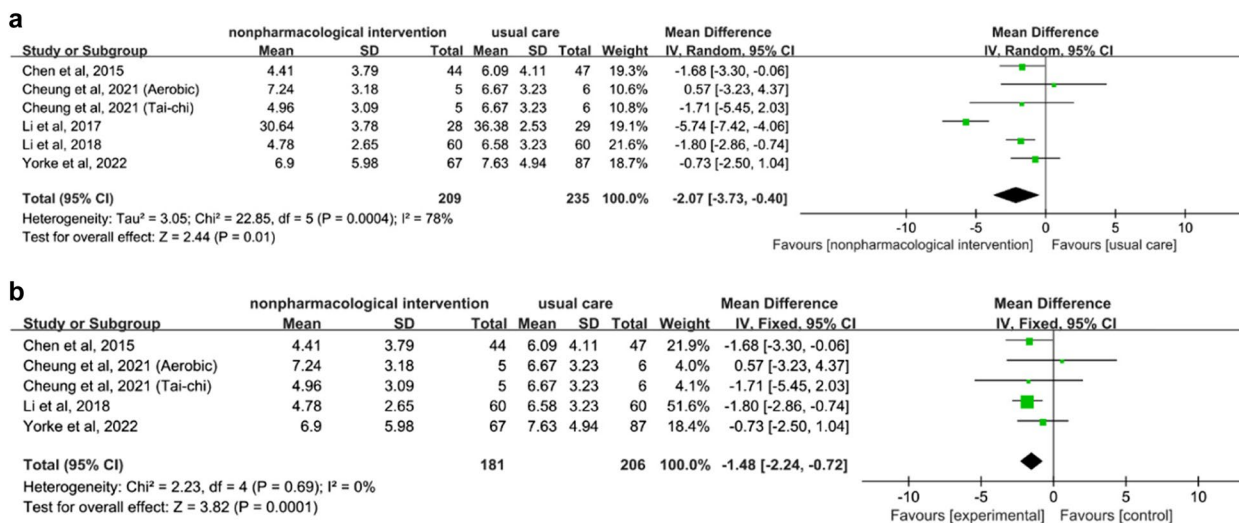 a
nonpharmacological intervention usual care Mean Difference Mean Difference
Study or Subgroup Mean SD Total Mean SD Total Weight IV, Random, 95% CI IV, Random, 95% CI
Chen et al, 2015 4.41 3.79 44 6.09 4.11 47 19.3% -1.68 [-3.30, -0.06]
Cheung et al, 2021 (Aerobic) 7.24 3.18 5 6.67 3.23 6 10.6% 0.57 [-3.23, 4.37]
Cheung et al, 2021 (Tai-chi) 4.96 3.09 5 6.67 3.23 6 10.8% -1.71 [-5.45, 2.03]
Li et al, 2017 30.64 3.78 28 36.38 2.53 29 19.1% -5.74 [-7.42, -4.06]
Li et al, 2018 4.78 2.65 60 6.58 3.23 60 21.6% -1.80 [-2.86, -0.74]
Yorke et al, 2022 6.9 5.98 67 7.63 4.94 87 18.7% -0.73 [-2.50, 1.04]
Total (95% CI) 209 235 100.0% -2.07 [-3.73, -0.40]
Heterogeneity: Tau² = 3.05; Chi² = 22.85, df = 5 (P = 0.0004); I² = 78%
Test for overall effect: Z = 2.44 (P = 0.01)
-10 -5 0 5 10
Favours [nonpharmacological intervention] Favours [usual care]
b
nonpharmacological intervention usual care Mean Difference Mean Difference
Study or Subgroup Mean SD Total Mean SD Total Weight IV, Fixed, 95% CI IV, Fixed, 95% CI
Chen et al, 2015 4.41 3.79 44 6.09 4.11 47 21.9% -1.68 [-3.30, -0.06]
Cheung et al, 2021 (Aerobic) 7.24 3.18 5 6.67 3.23 6 4.0% 0.57 [-3.23, 4.37]
Cheung et al, 2021 (Tai-chi) 4.96 3.09 5 6.67 3.23 6 4.1% -1.71 [-5.45, 2.03]
Li et al, 2018 4.78 2.65 60 6.58 3.23 60 51.6% -1.80 [-2.86, -0.74]
Yorke et al, 2022 6.9 5.98 67 7.63 4.94 87 18.4% -0.73 [-2.50, 1.04]
Total (95% CI) 181 206 100.0% -1.48 [-2.24, -0.72]
Heterogeneity: Chi² = 2.23, df = 4 (P = 0.69); I² = 0%
Test for overall effect: Z = 3.82 (P = 0.0001)
-10 -5 0 5 10
Favours [experimental] Favours [control]